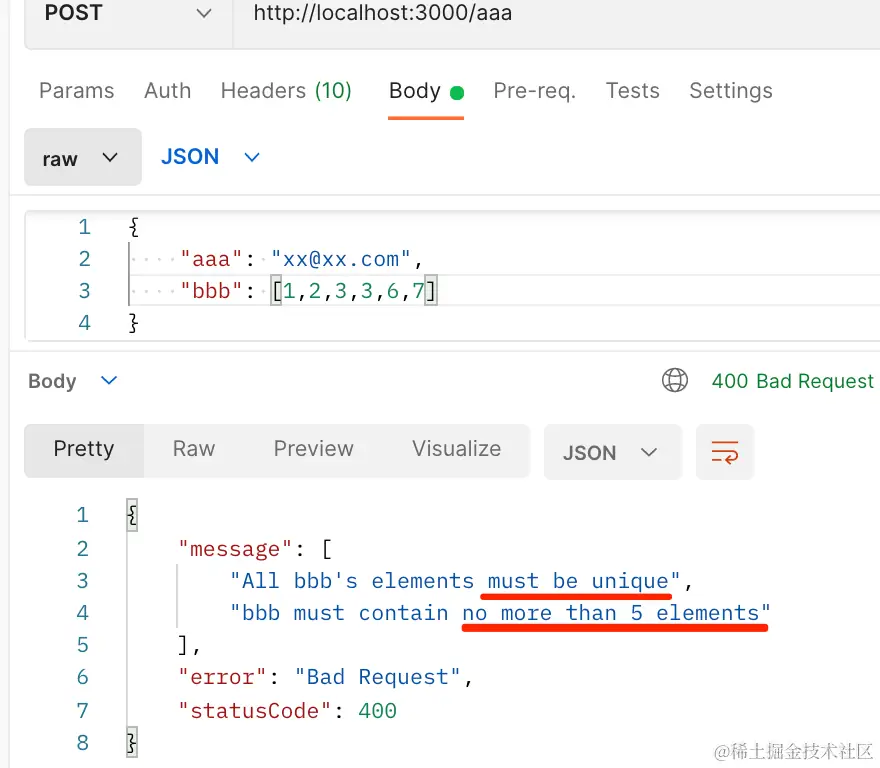 POST http://localhost:3000/aaa
Params Auth Headers (10) Body Pre-req. Tests Settings
raw JSON
1 {
2 "aaa": "xx@xx.com",
3 "bbb": [1,2,3,3,6,7]
4 }
Body 400 Bad Request
Pretty Raw Preview Visualize JSON
1 {
2 "message": [
3 "All bbb's elements must be unique",
4 "bbb must contain no more than 5 elements"
5 ],
6 "error": "Bad Request",
7 "statusCode": 400
8 }
@稀土掘金技术社区